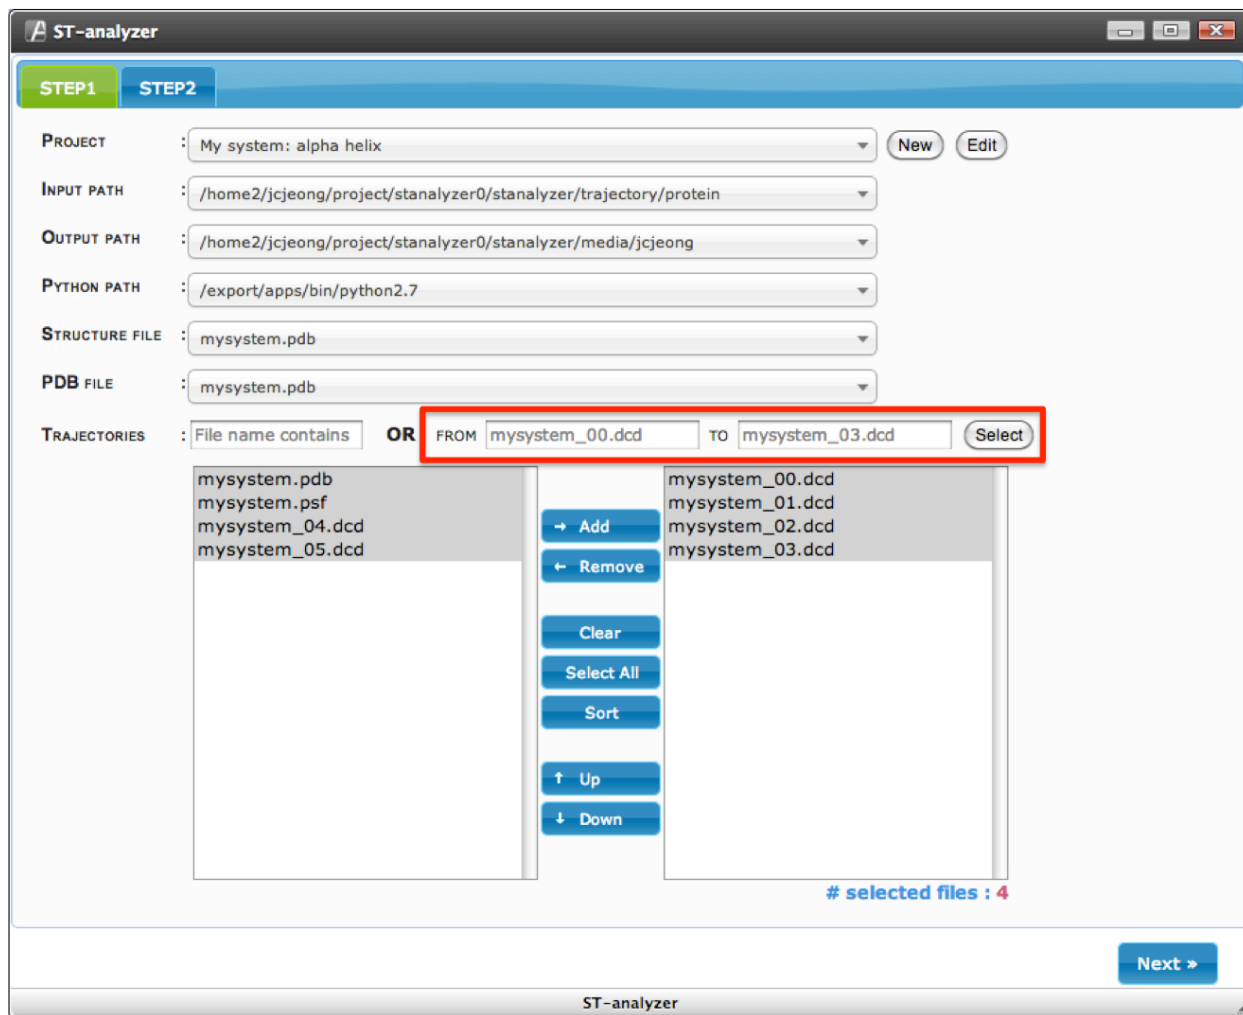 ST-analyzer
STEP1 STEP2
PROJECT : My system: alpha helix New Edit
INPUT PATH : /home2/jcjeong/project/stanalyzer0/stanalyzer/trajectory/protein
OUTPUT PATH : /home2/jcjeong/project/stanalyzer0/stanalyzer/media/jcjeong
PYTHON PATH : /export/apps/bin/python2.7
STRUCTURE FILE : mysystem.pdb
PDB FILE : mysystem.pdb
TRAJECTORIES : File name contains OR FROM mysystem_00.dcd TO mysystem_03.dcd Select
mysystem.pdb
mysystem.psf
mysystem_04.dcd
mysystem_05.dcd
→ Add
← Remove
Clear
Select All
Sort
↑ Up
↓ Down
mysystem_00.dcd
mysystem_01.dcd
mysystem_02.dcd
mysystem_03.dcd
# selected files : 4
Next »
ST-analyzer